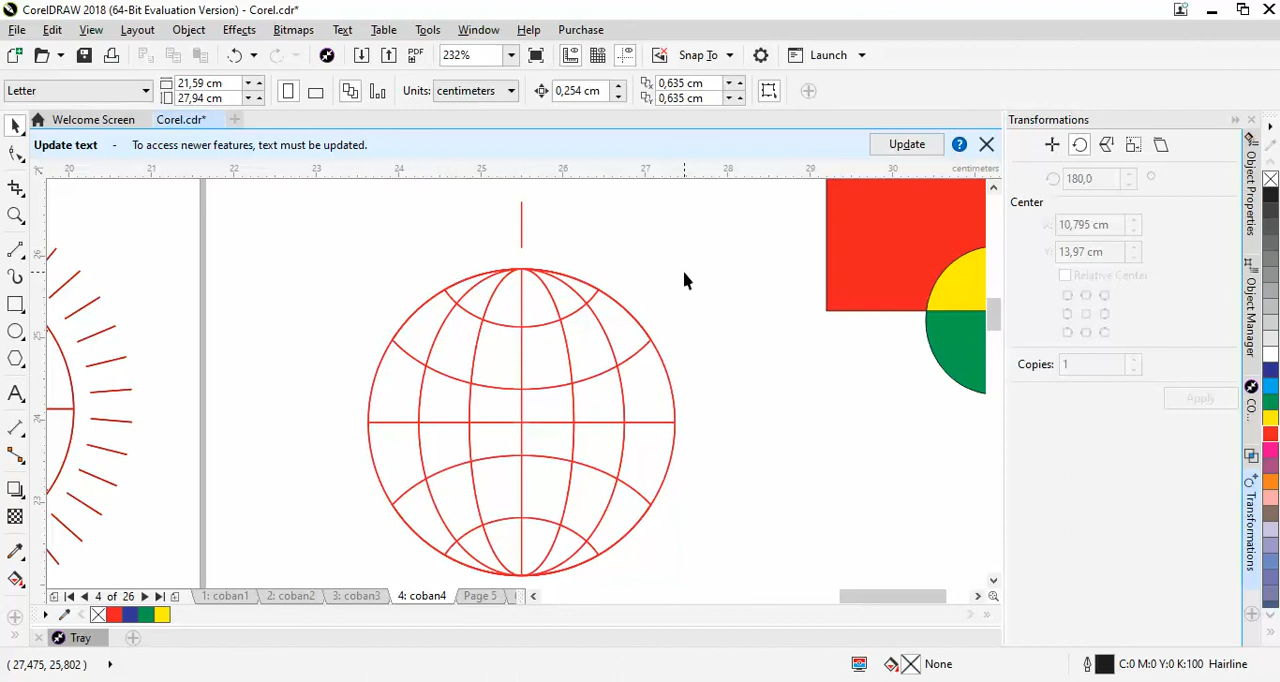 CorelDRAW 2018 (64-Bit Evaluation Version) - Corel.cdr*
File Edit View Layout Object Effects Bitmaps Text Table Tools Window Help Purchase
PDF 232% Snap To Launch
Letter 21,59 cm 27,94 cm Units: centimeters 0,254 cm 0,635 cm 0,635 cm
Welcome Screen Corel.cdr*
Update text - To access newer features, text must be updated. Update
20 21 22 23 24 25 26 27 28 29 30 centimeters
26
25
24
23
Transformations
180,0
Center
X: 10,795 cm
Y: 13,97 cm
Relative Center
Copies: 1
Apply
Object Properties
Object Manager
CO...
Transformations
4 of 26 1: coban1 2: coban2 3: coban3 4: coban4 Page 5
Tray
( 27,475, 25,802 ) None C:0 M:0 Y:0 K:100 Hairline